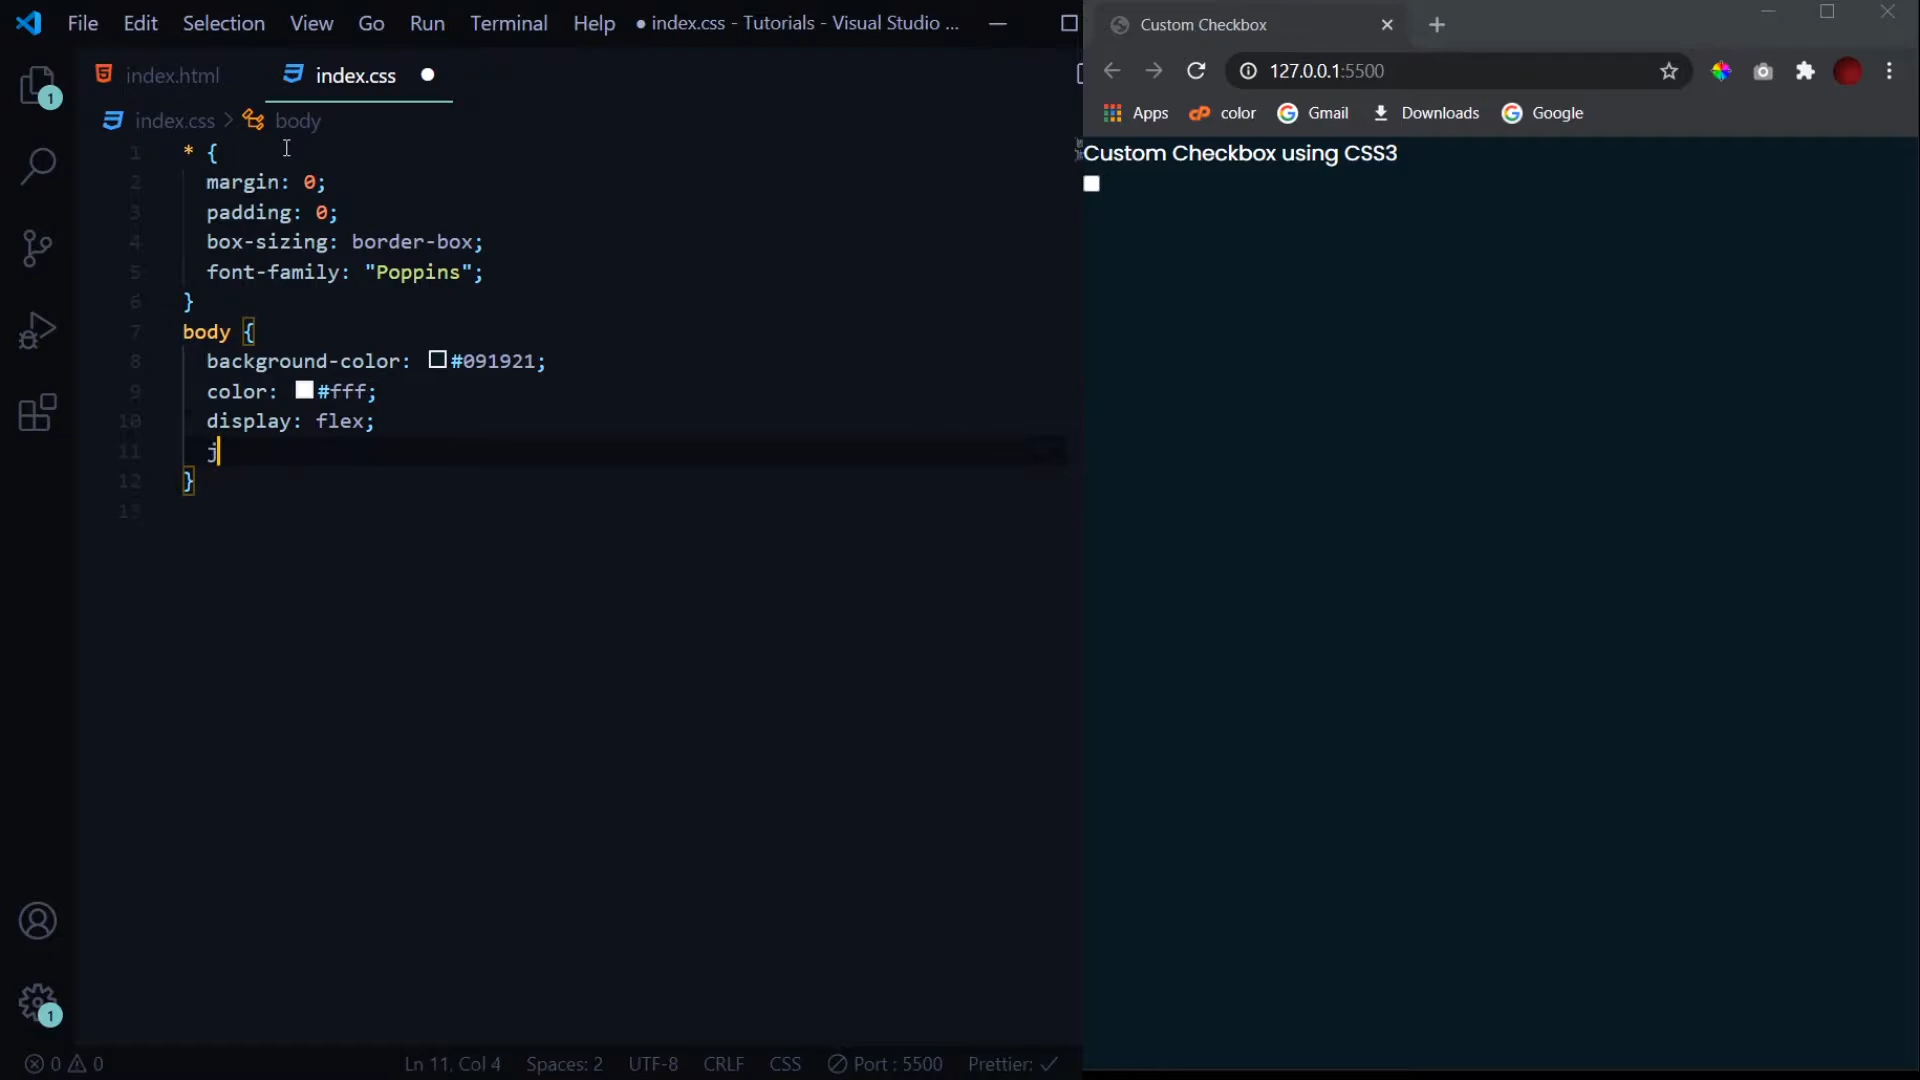 File Edit Selection View Go Run Terminal Help ● index.css - Tutorials - Visual Studio ...
index.html index.css ●
index.css > body
1 * {
2 margin: 0;
3 padding: 0;
4 box-sizing: border-box;
5 font-family: "Poppins";
6 }
7 body {
8 background-color: #091921;
9 color: #fff;
10 display: flex;
11 j
12 }
13
1
1
0 0 Ln 11, Col 4 Spaces: 2 UTF-8 CRLF CSS Port : 5500 Prettier: ✓
Custom Checkbox
127.0.0.1:5500
Apps color Gmail Downloads Google
Custom Checkbox using CSS3